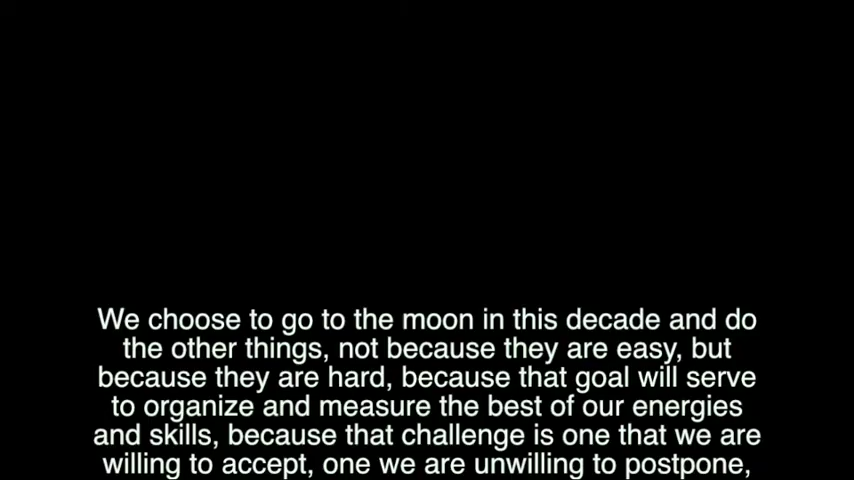 We choose to go to the moon in this decade and do
the other things, not because they are easy, but
because they are hard, because that goal will serve
to organize and measure the best of our energies
and skills, because that challenge is one that we are
willing to accept, one we are unwilling to postpone,